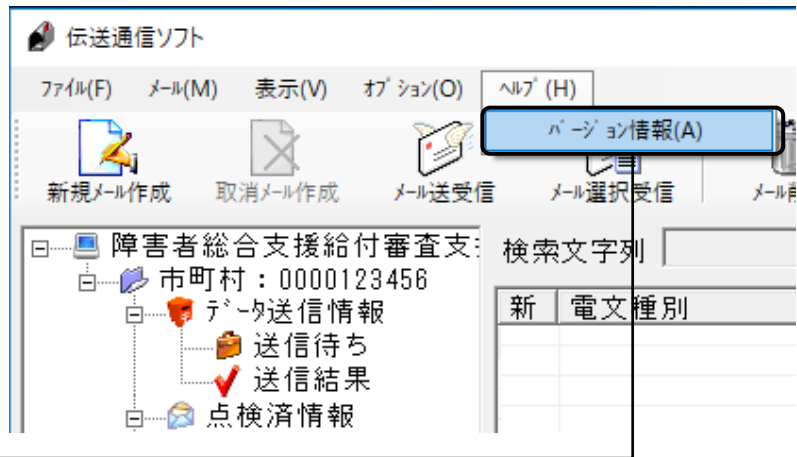 伝送通信ソフト
ﾌｧｲﾙ(F) ﾒｰﾙ(M) 表示(V) ｵﾌﾟｼｮﾝ(O) ﾍﾙﾌﾟ(H)
ﾊﾞｰｼﾞｮﾝ情報(A)
新規ﾒｰﾙ作成 取消ﾒｰﾙ作成 ﾒｰﾙ送受信 ﾒｰﾙ選択受信 ﾒｰﾙ削
障害者総合支援給付審査支
検索文字列
市町村：0000123456
新 電文種別
ﾃﾞｰﾀ送信情報
送信待ち
送信結果
点検済情報